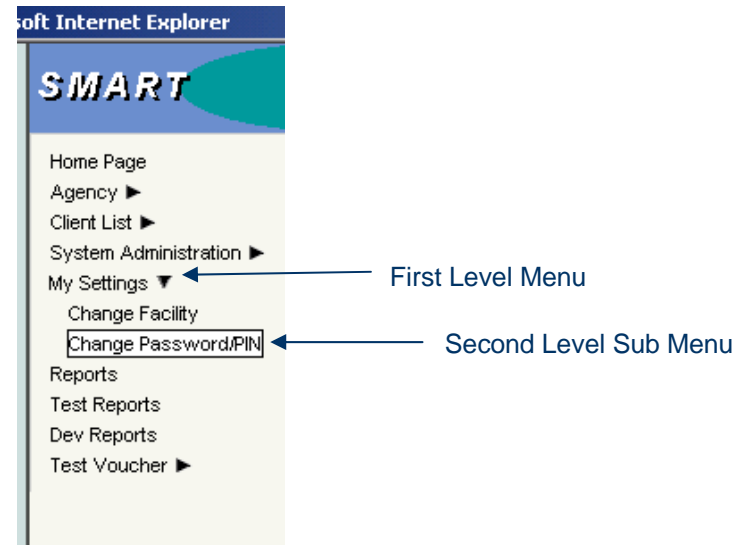 soft Internet Explorer
SMART
Home Page
Agency ►
Client List ►
System Administration ►
My Settings ▼
First Level Menu
Change Facility
Change Password/PIN
Second Level Sub Menu
Reports
Test Reports
Dev Reports
Test Voucher ►